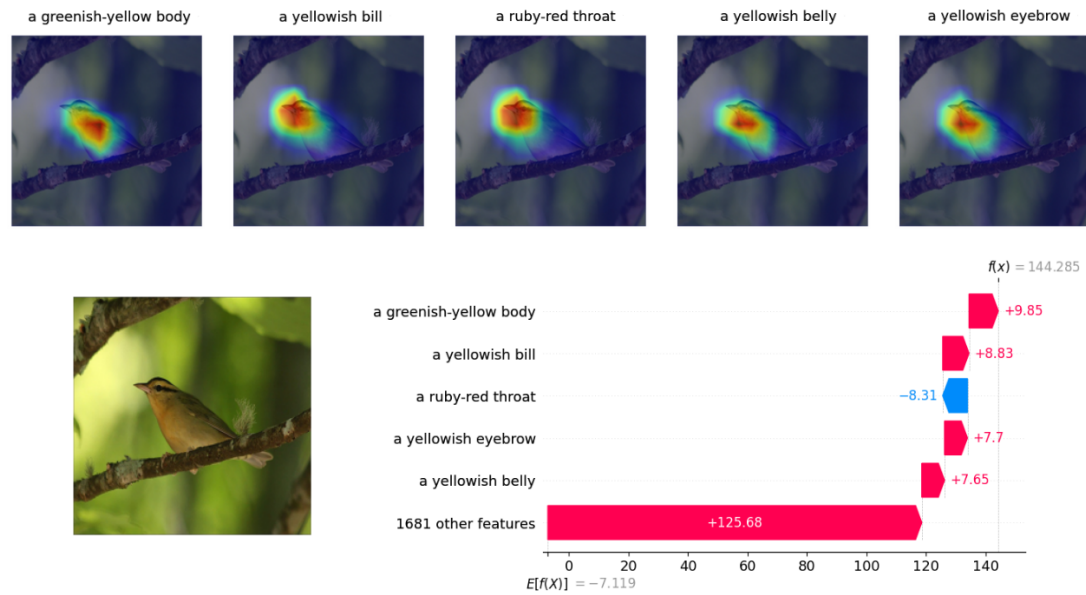 a greenish-yellow body
a yellowish bill
a ruby-red throat
a yellowish belly
a yellowish eyebrow
f(x) = 144.285
a greenish-yellow body
+9.85
a yellowish bill
+8.83
a ruby-red throat
−8.31
a yellowish eyebrow
+7.7
a yellowish belly
+7.65
1681 other features
+125.68
0 20 40 60 80 100 120 140
E[f(X)] = −7.119